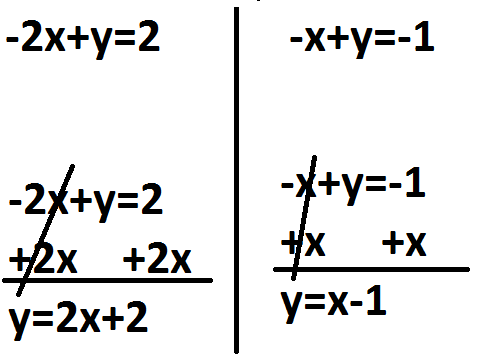 -2x+y=2
-2x+y=2
+2x +2x
y=2x+2
-x+y=-1
-x+y=-1
+x +x
y=x-1